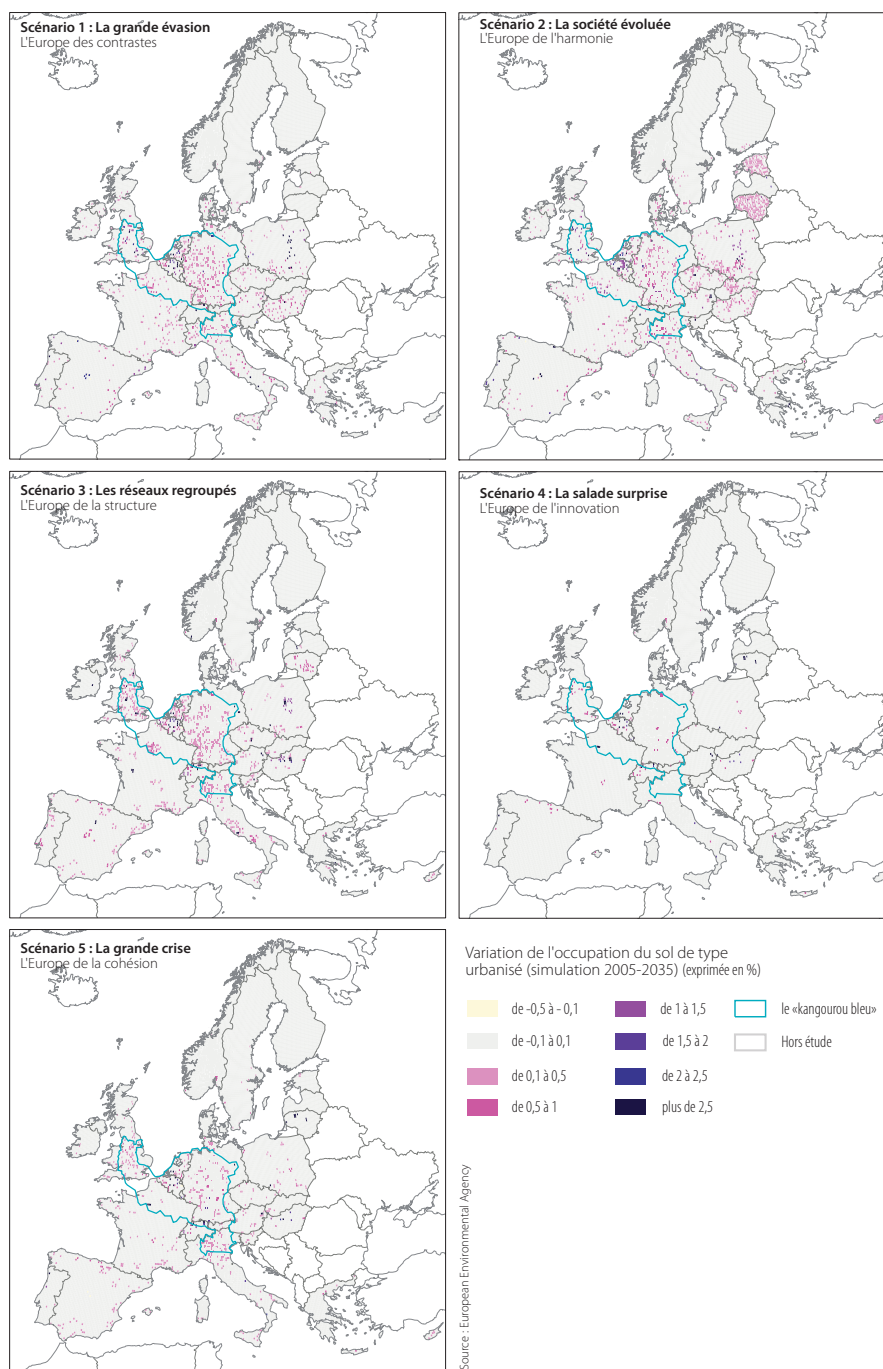 Scénario 1 : La grande évasion
L'Europe des contrastes
Scénario 2 : La société évoluée
L'Europe de l'harmonie
Scénario 3 : Les réseaux regroupés
L'Europe de la structure
Scénario 4 : La salade surprise
L'Europe de l'innovation
Scénario 5 : La grande crise
L'Europe de la cohésion
Variation de l'occupation du sol de type
urbanisé (simulation 2005-2035) (exprimée en %)
de -0,5 à - 0,1
de -0,1 à 0,1
de 0,1 à 0,5
de 0,5 à 1
de 1 à 1,5
de 1,5 à 2
de 2 à 2,5
plus de 2,5
le «kangourou bleu»
Hors étude
Source : European Environmental Agency